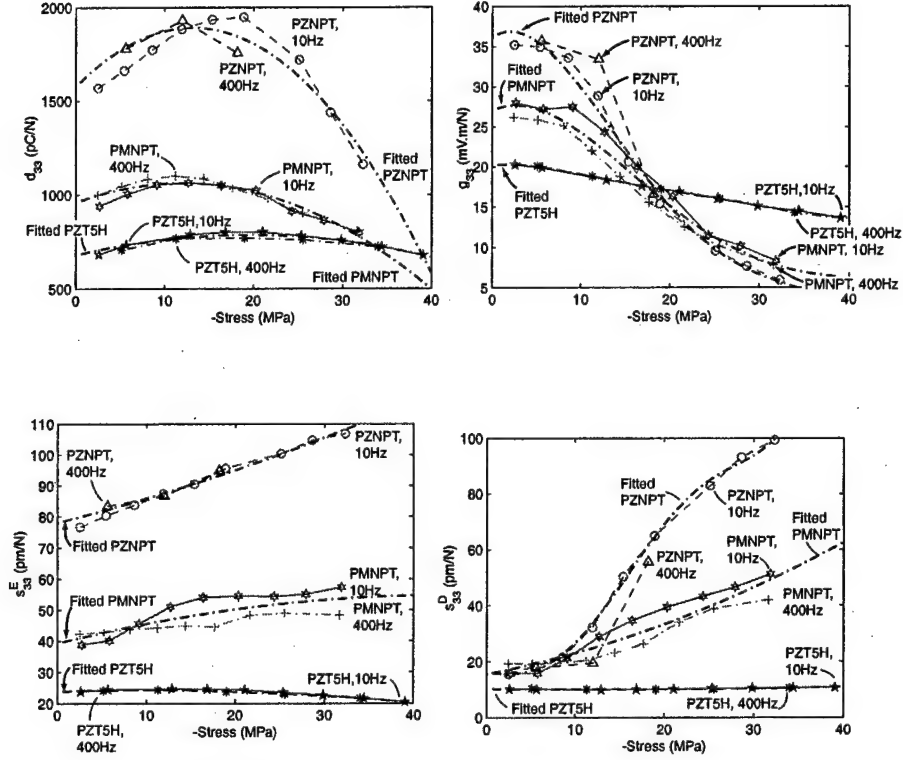 2000
1500
1000
500
d33 (pC/N)
PZNPT,
10Hz
PZNPT,
400Hz
PMNPT,
400Hz
PMNPT,
10Hz
Fitted
PZNPT
Fitted PZT5H
PZT5H,10Hz
PZT5H, 400Hz
Fitted PMNPT
0 10 20 30 40
-Stress (MPa)
40
35
30
25
20
15
10
5
g33 (mV.m/N)
Fitted PZNPT
PZNPT, 400Hz
Fitted
PMNPT
PZNPT,
10Hz
Fitted
PZT5H
PZT5H,10Hz
PZT5H, 400Hz
PMNPT, 10Hz
PMNPT, 400Hz
0 10 20 30 40
-Stress (MPa)
110
100
90
80
70
60
50
40
30
20
sE33 (pm/N)
PZNPT,
400Hz
PZNPT,
10Hz
Fitted PZNPT
PMNPT,
10Hz
Fitted PMNPT
PMNPT,
400Hz
Fitted PZT5H
PZT5H,10Hz
PZT5H,
400Hz
0 10 20 30 40
-Stress (MPa)
100
80
60
40
20
0
sD33 (pm/N)
Fitted
PZNPT
PZNPT,
10Hz
Fitted
PMNPT
PMNPT,
10Hz
PZNPT,
400Hz
PMNPT,
400Hz
PZT5H,
10Hz
Fitted PZT5H
PZT5H, 400Hz
0 10 20 30 40
-Stress (MPa)